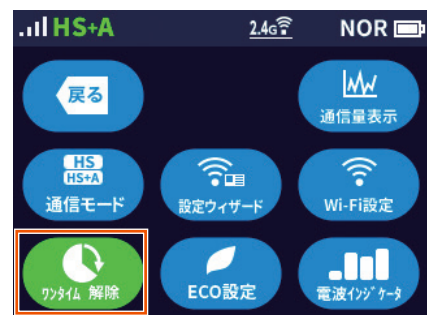 HS+A 2.4G NOR
戻る
通信量表示
HS
HS+A
通信モード
設定ウィザード
Wi-Fi設定
ワンタイム 解除
ECO設定
電波インジケータ